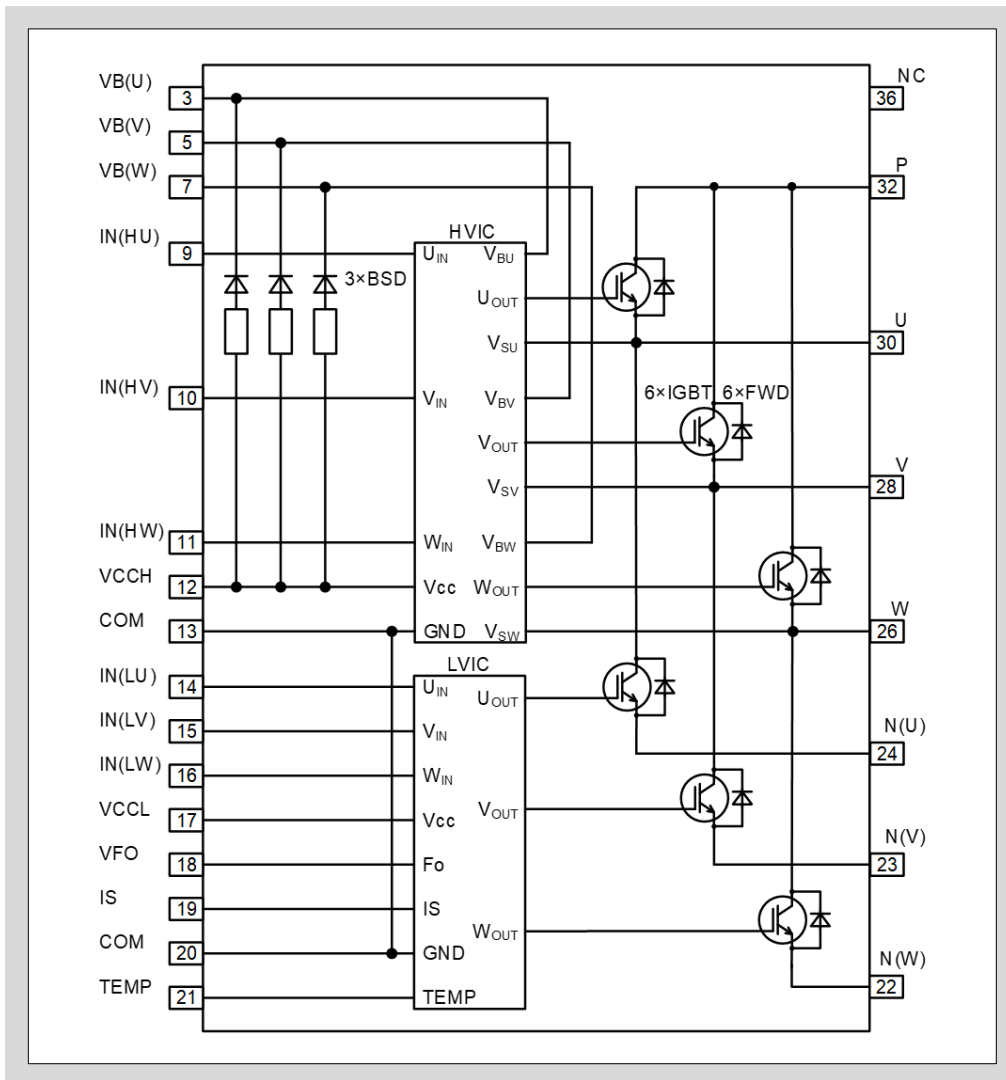 VB(U)
3
VB(V)
5
VB(W)
7
IN(HU)
9
IN(HV)
10
IN(HW)
11
VCCH
12
COM
13
IN(LU)
14
IN(LV)
15
IN(LW)
16
VCCL
17
VFO
18
IS
19
COM
20
TEMP
21
3×BSD
HVIC
UIN VBU
UOUT
VSU
VIN VBV
VOUT
VSV
WIN VBW
Vcc WOUT
GND VSW
LVIC
UIN UOUT
VIN
WIN
Vcc VOUT
Fo
IS
WOUT
GND
TEMP
6×IGBT 6×FWD
NC
36
P
32
U
30
V
28
W
26
N(U)
24
N(V)
23
N(W)
22